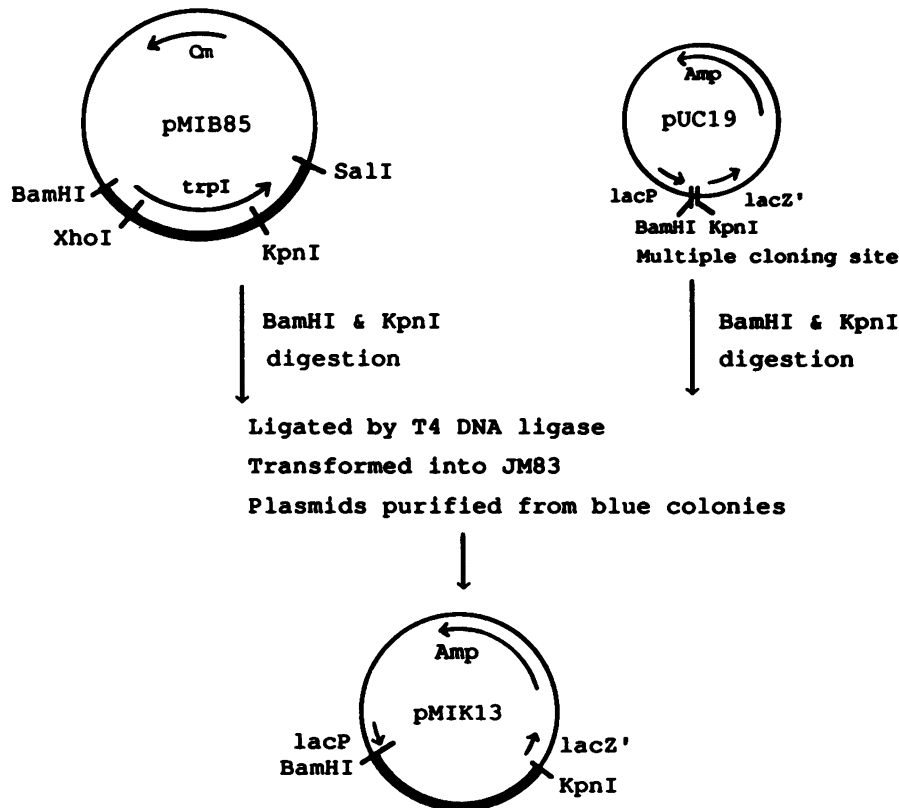 Cm
pMIB85
BamHI
trpI
SalI
XhoI
KpnI
Amp
pUC19
lacP
lacZ'
BamHI KpnI
Multiple cloning site
BamHI & KpnI
digestion
BamHI & KpnI
digestion
Ligated by T4 DNA ligase
Transformed into JM83
Plasmids purified from blue colonies
Amp
pMIK13
lacP
lacZ'
BamHI
KpnI